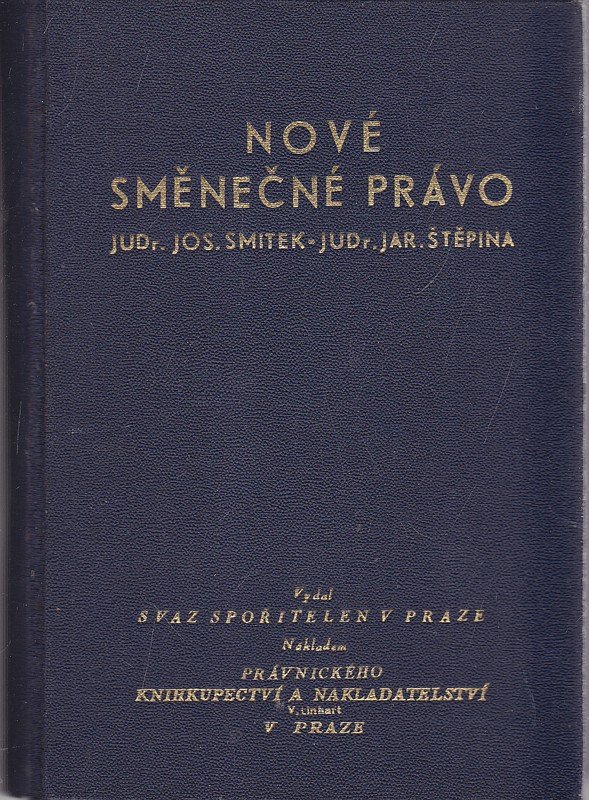 NOVÉ
SMĚNEČNÉ PRÁVO
JUDr. JOS. SMITEK - JUDr. JAR. ŠTĚPINA
Vydal
SVAZ SPOŘITELEN V PRAZE
Nákladem
PRÁVNICKÉHO
KNIHKUPECTVÍ A NAKLADATELSTVÍ
V. Linhart
V PRAZE